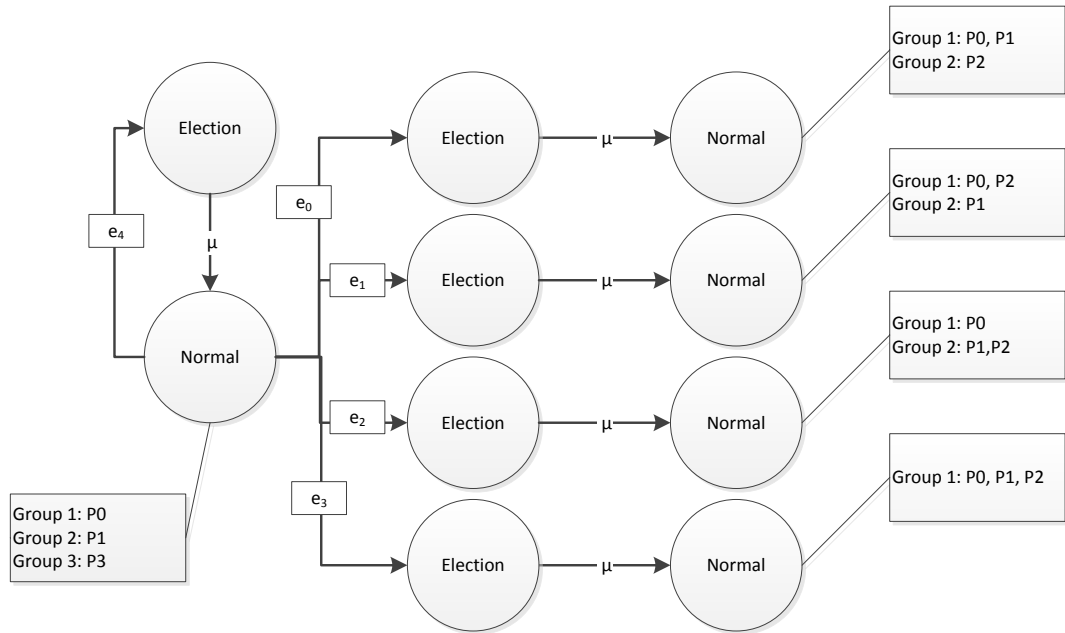 Election
e4
μ
Normal
Group 1: P0
Group 2: P1
Group 3: P3
e0
Election
μ
Normal
Group 1: P0, P1
Group 2: P2
e1
Election
μ
Normal
Group 1: P0, P2
Group 2: P1
e2
Election
μ
Normal
Group 1: P0
Group 2: P1,P2
e3
Election
μ
Normal
Group 1: P0, P1, P2